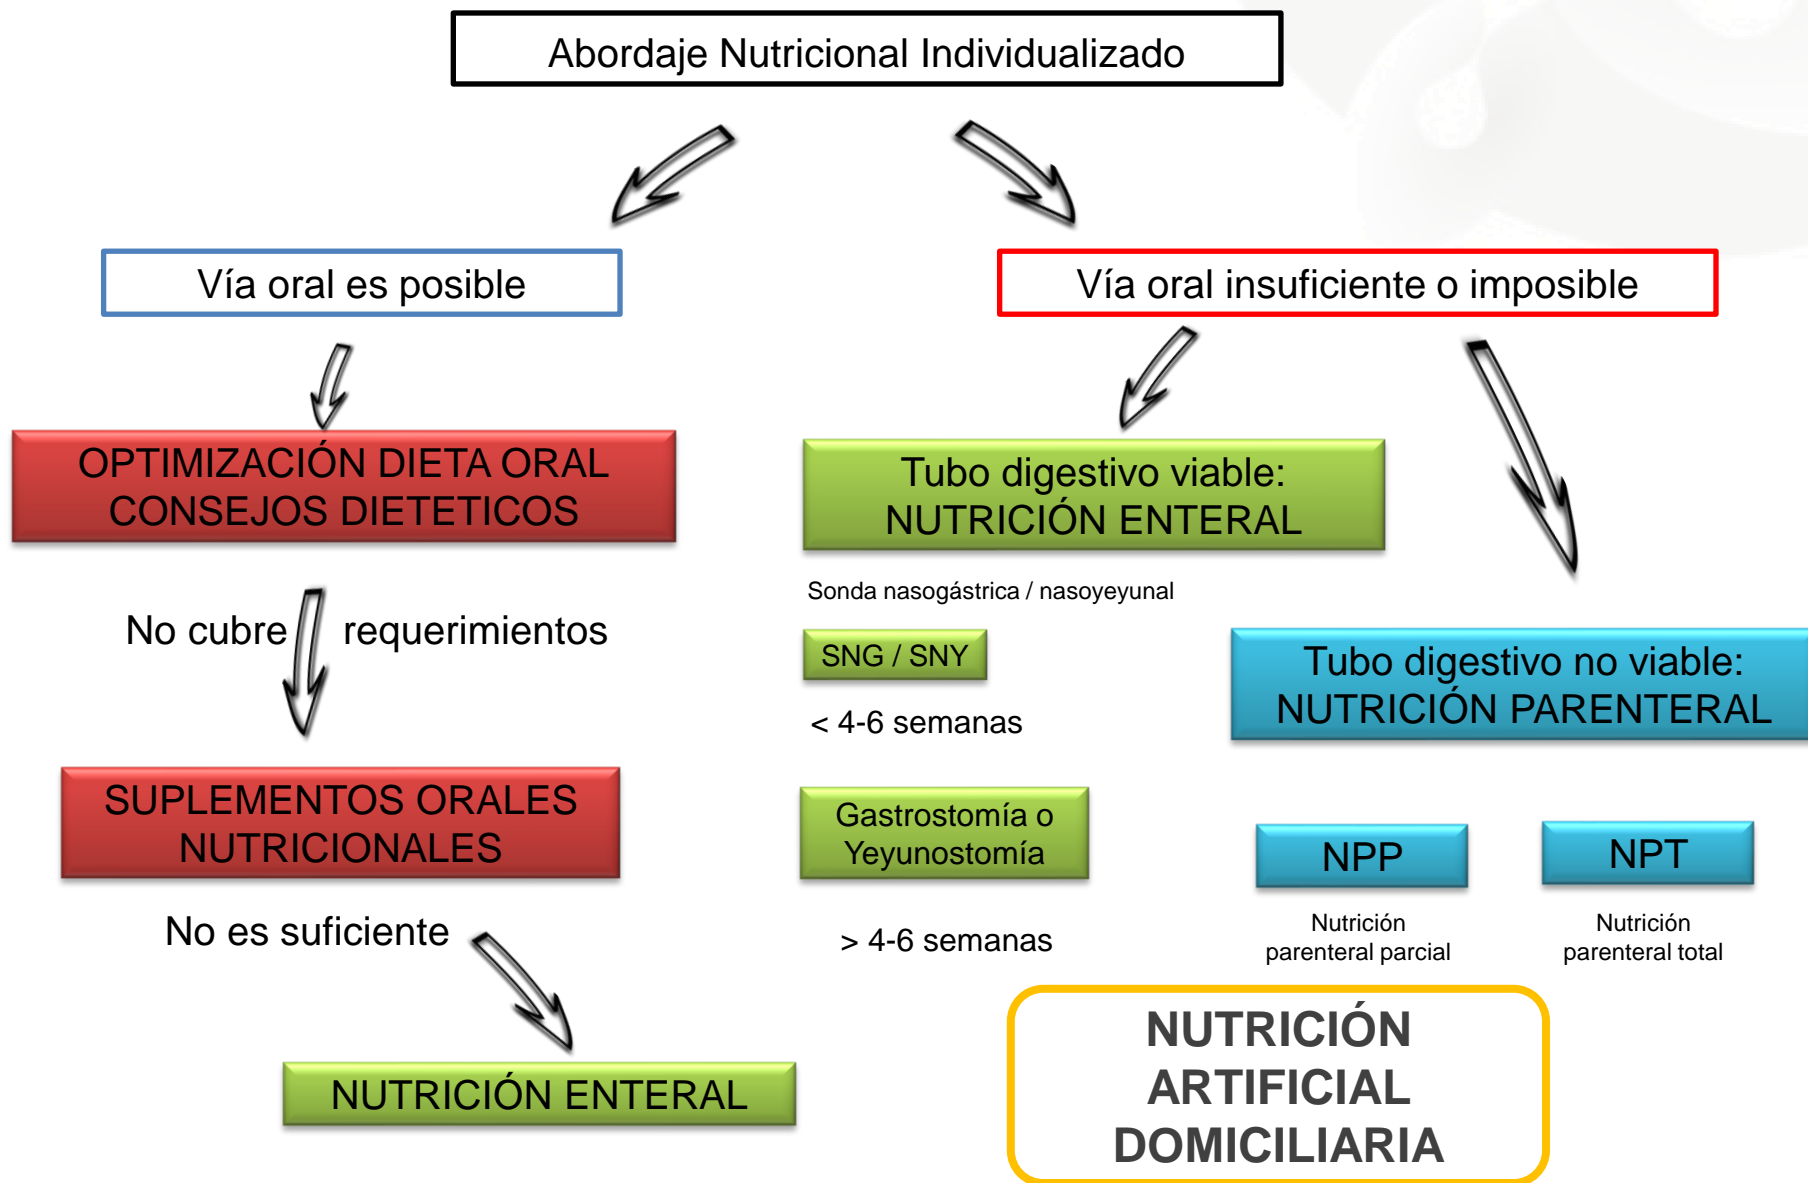 Abordaje Nutricional Individualizado
Vía oral es posible
Vía oral insuficiente o imposible
OPTIMIZACIÓN DIETA ORAL
CONSEJOS DIETETICOS
No cubre requerimientos
SUPLEMENTOS ORALES
NUTRICIONALES
No es suficiente
NUTRICIÓN ENTERAL
Tubo digestivo viable:
NUTRICIÓN ENTERAL
Sonda nasogástrica / nasoyeyunal
SNG / SNY
< 4-6 semanas
Gastrostomía o
Yeyunostomía
> 4-6 semanas
Tubo digestivo no viable:
NUTRICIÓN PARENTERAL
NPP
Nutrición
parenteral parcial
NPT
Nutrición
parenteral total
NUTRICIÓN
ARTIFICIAL
DOMICILIARIA